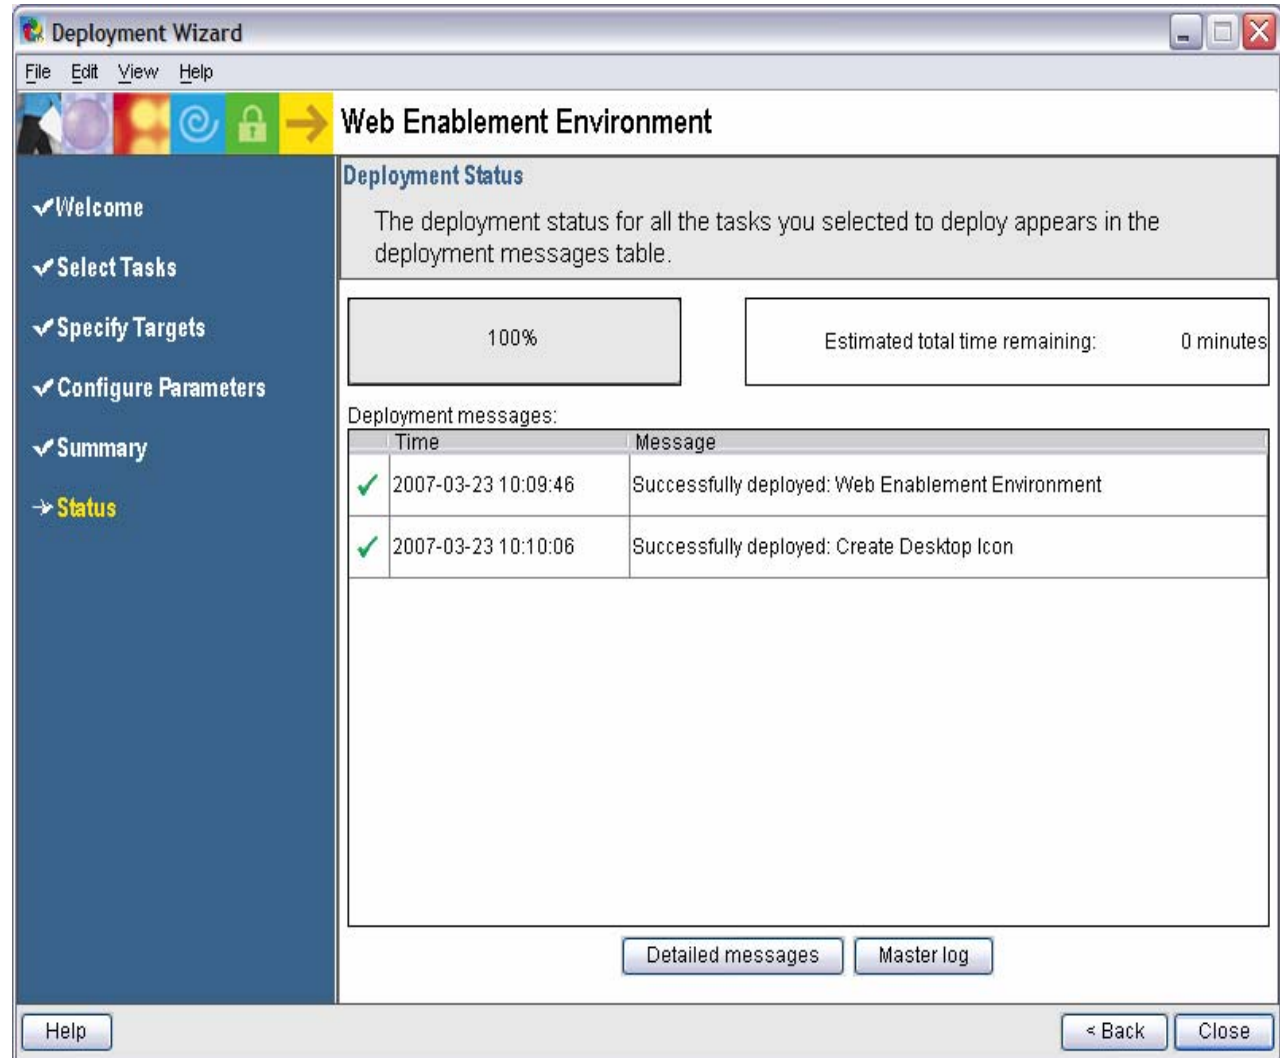 Deployment Wizard
File Edit View Help
Web Enablement Environment
Welcome
Select Tasks
Specify Targets
Configure Parameters
Summary
Status
Deployment Status
The deployment status for all the tasks you selected to deploy appears in the
deployment messages table.
100%
Estimated total time remaining: 0 minutes
Deployment messages:
Time Message
2007-03-23 10:09:46 Successfully deployed: Web Enablement Environment
2007-03-23 10:10:06 Successfully deployed: Create Desktop Icon
Detailed messages Master log
Help < Back Close